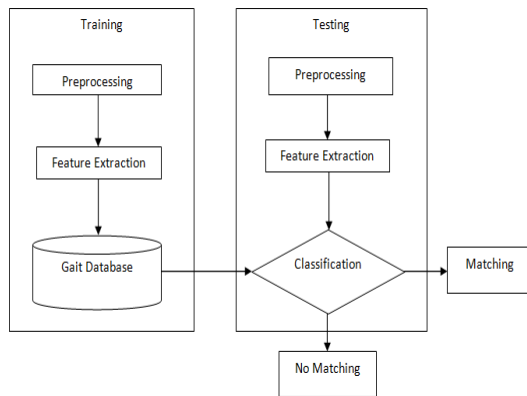 Training
Preprocessing
Feature Extraction
Gait Database
Testing
Preprocessing
Feature Extraction
Classification
Matching
No Matching